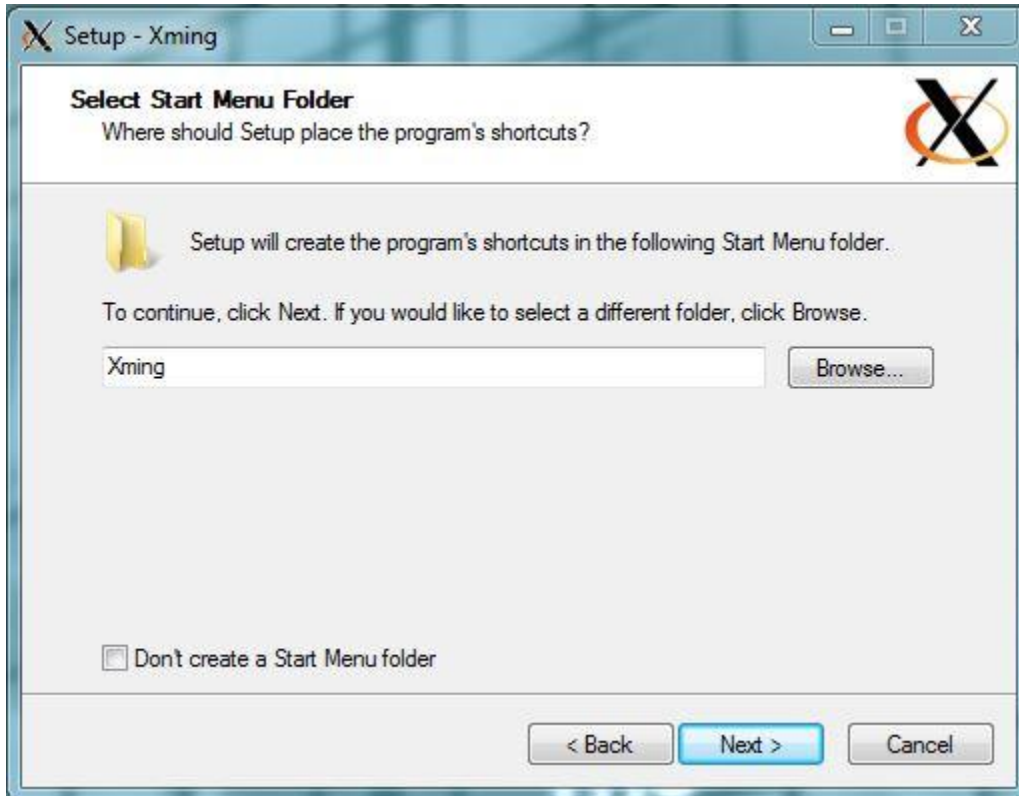 Setup - Xming
Select Start Menu Folder
Where should Setup place the program's shortcuts?
Setup will create the program's shortcuts in the following Start Menu folder.
To continue, click Next. If you would like to select a different folder, click Browse.
Xming
Browse...
Don't create a Start Menu folder
< Back
Next >
Cancel